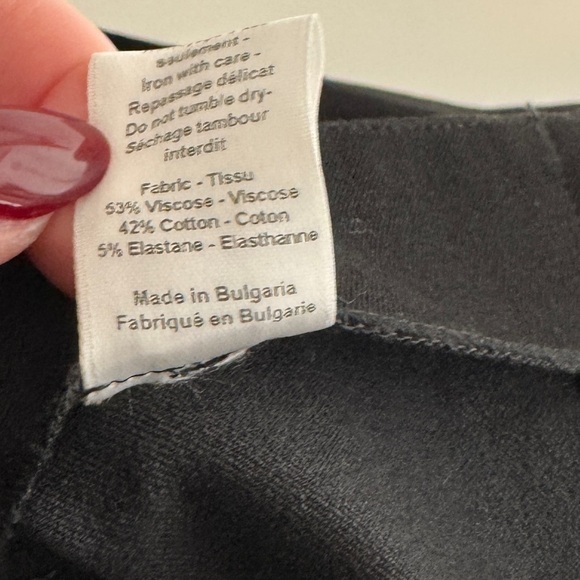 seulement -
Iron with care -
Repassage délicat
Do not tumble dry-
Séchage tambour
interdit
Fabric - Tissu
53% Viscose - Viscose
42% Cotton - Coton
5% Elastane - Elasthanne
Made in Bulgaria
Fabriqué en Bulgarie